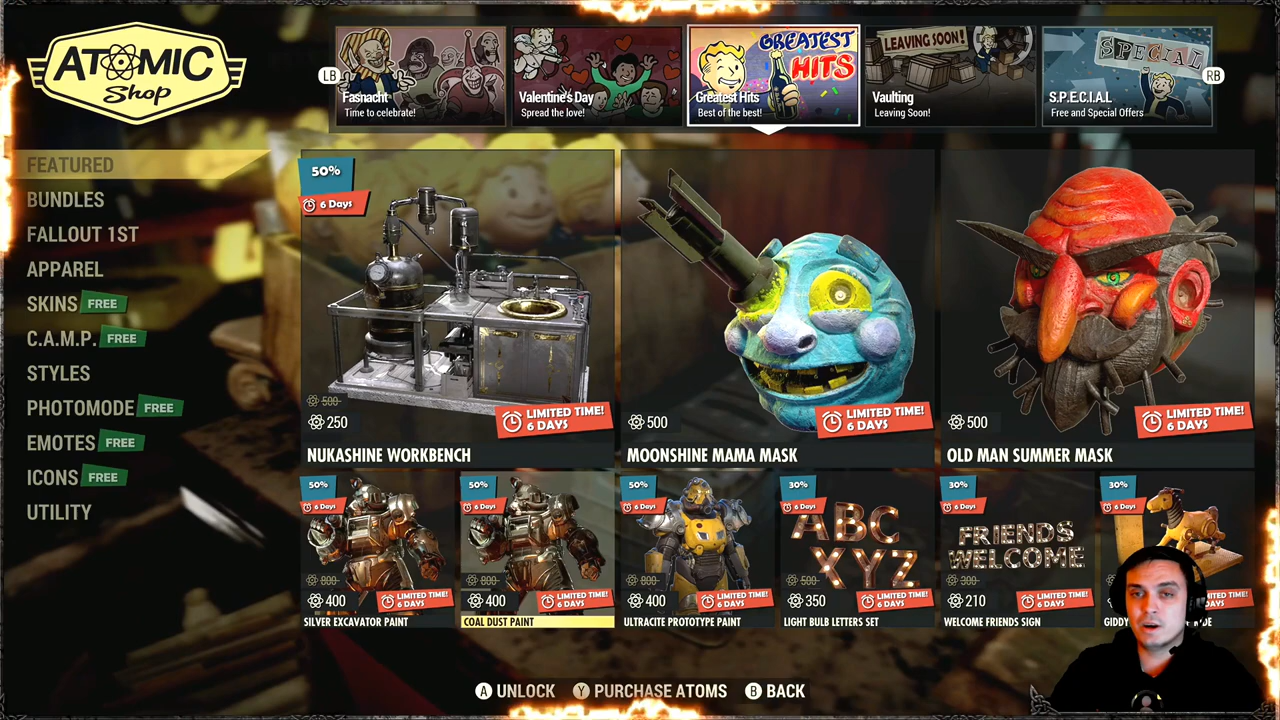 ATOMIC
Shop
LB
Fasnacht
Time to celebrate!
Valentine's Day
Spread the love!
GREATEST
HITS
Greatest Hits
Best of the best!
LEAVING SOON!
Vaulting
Leaving Soon!
SPECIAL
S.P.E.C.I.A.L
Free and Special Offers
RB
FEATURED
BUNDLES
FALLOUT 1ST
APPAREL
SKINS FREE
C.A.M.P. FREE
STYLES
PHOTOMODE FREE
EMOTES FREE
ICONS FREE
UTILITY
50%
6 Days
500
250
LIMITED TIME!
6 DAYS
NUKASHINE WORKBENCH
500
LIMITED TIME!
6 DAYS
MOONSHINE MAMA MASK
500
LIMITED TIME!
6 DAYS
OLD MAN SUMMER MASK
50%
6 Days
800
400
LIMITED TIME!
6 DAYS
SILVER EXCAVATOR PAINT
50%
6 Days
800
400
LIMITED TIME!
6 DAYS
COAL DUST PAINT
50%
6 Days
800
400
LIMITED TIME!
6 DAYS
ULTRACITE PROTOTYPE PAINT
30%
6 Days
ABC
XYZ
500
350
LIMITED TIME!
6 DAYS
LIGHT BULB LETTERS SET
30%
6 Days
FRIENDS
WELCOME
300
210
LIMITED TIME!
6 DAYS
WELCOME FRIENDS SIGN
30%
6 Days
GIDDY
A UNLOCK
Y PURCHASE ATOMS
B BACK